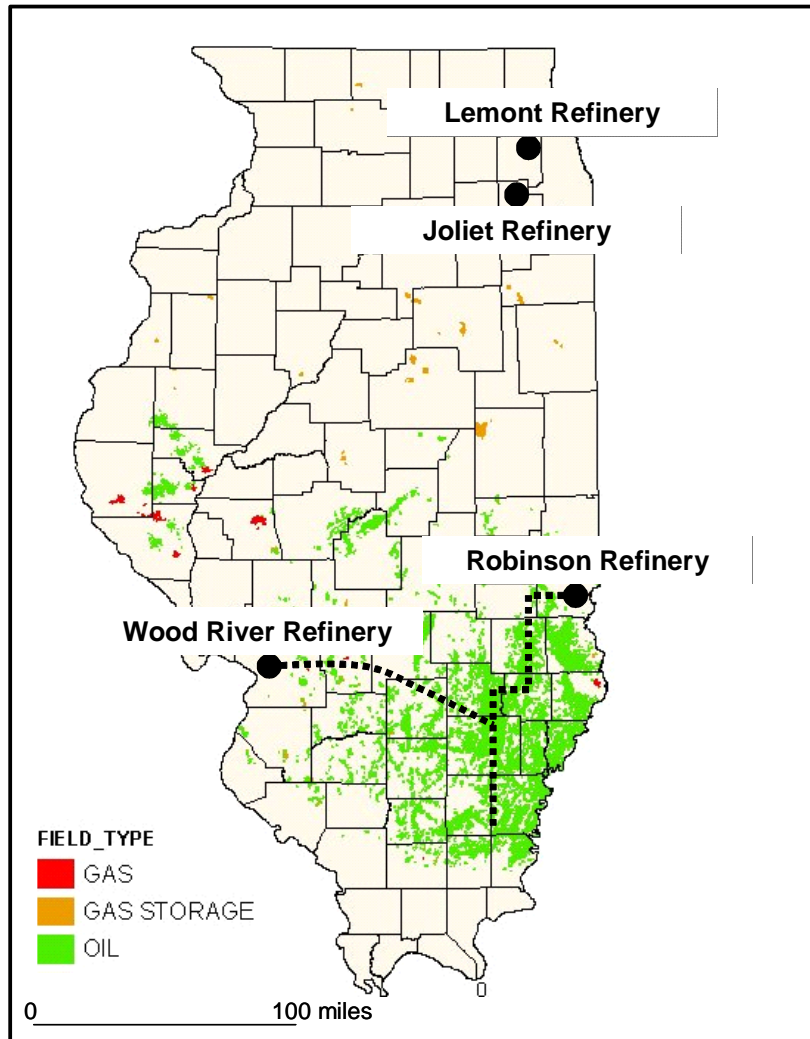 Lemont Refinery
Joliet Refinery
Robinson Refinery
Wood River Refinery
FIELD_TYPE
GAS
GAS STORAGE
OIL
0
0 100 miles